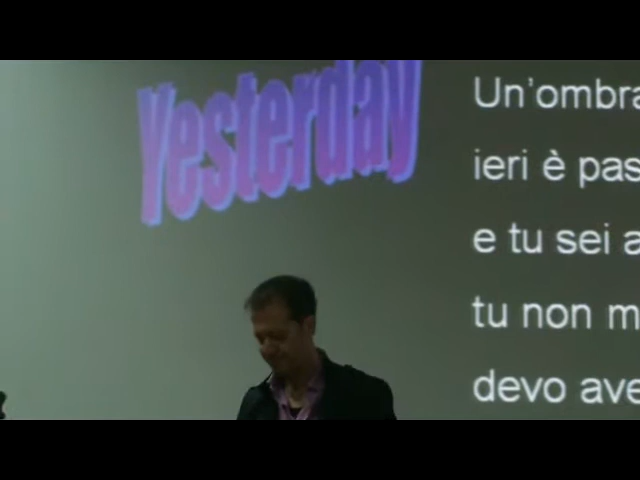 Yesterday
Un'ombra
ieri è pas
e tu sei a
tu non m
devo ave